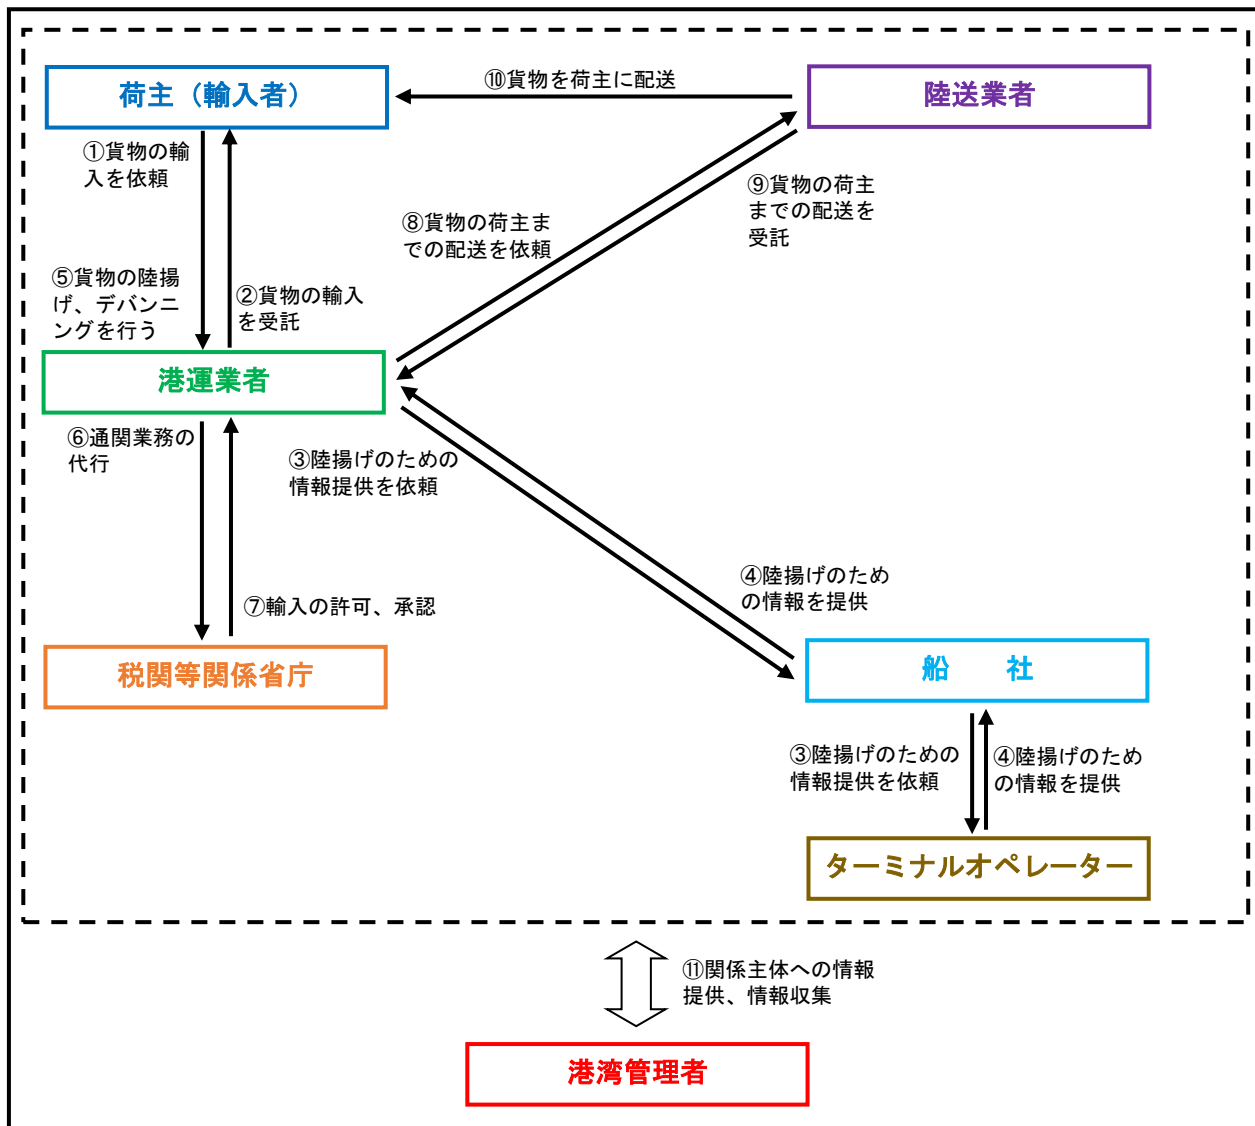 荷主（輸入者）
⑩貨物を荷主に配送
陸送業者
①貨物の輸
入を依頼
⑨貨物の荷主
までの配送を
受託
⑧貨物の荷主ま
での配送を依頼
⑤貨物の陸揚
げ、デバンニ
ングを行う
②貨物の輸入
を受託
港運業者
⑥通関業務の
代行
③陸揚げのための
情報提供を依頼
④陸揚げのため
の情報を提供
⑦輸入の許可、承認
税関等関係省庁
船　社
③陸揚げのための
情報提供を依頼
④陸揚げのため
の情報を提供
ターミナルオペレーター
⑪関係主体への情報
提供、情報収集
港湾管理者